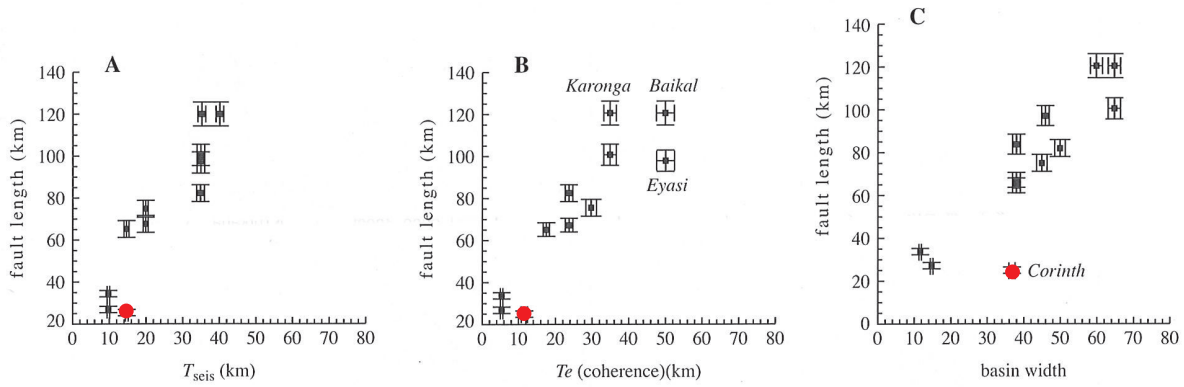 A
140
120
100
80
60
40
20
0 10 20 30 40 50 60 70 80
fault length (km)
Tseis (km)
B
Karonga Baikal
Eyasi
140
120
100
80
60
40
20
0 10 20 30 40 50 60 70 80
fault length (km)
Te (coherence)(km)
C
140
120
100
80
60
40
20
0
Corinth
0 10 20 30 40 50 60 70 80
fault length (km)
basin width